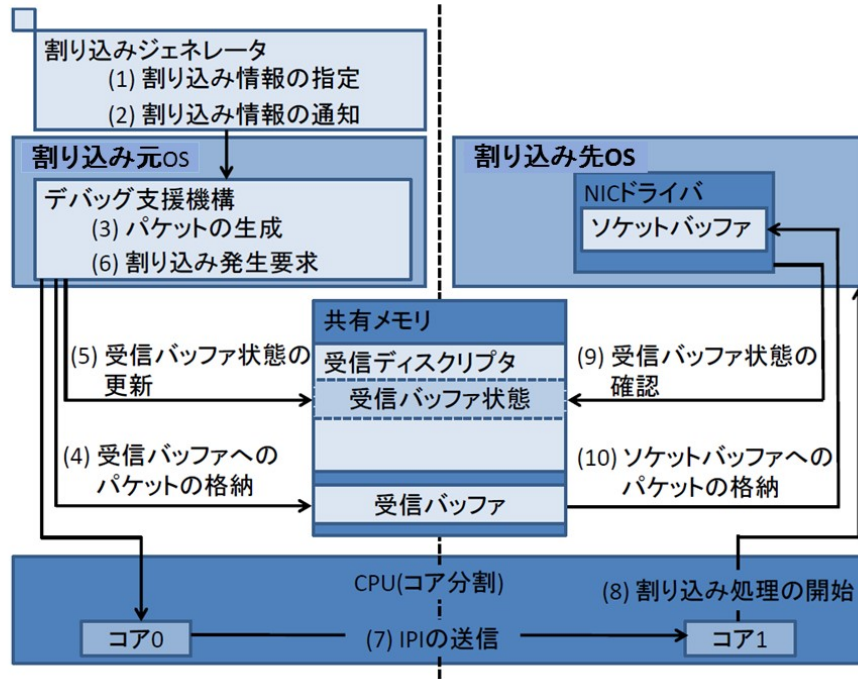 割り込みジェネレータ
(1) 割り込み情報の指定
(2) 割り込み情報の通知
割り込み元OS
デバッグ支援機構
(3) パケットの生成
(6) 割り込み発生要求
割り込み先OS
NICドライバ
ソケットバッファ
共有メモリ
受信ディスクリプタ
受信バッファ状態
受信バッファ
(5) 受信バッファ状態の
更新
(4) 受信バッファへの
パケットの格納
(9) 受信バッファ状態の
確認
(10) ソケットバッファへの
パケットの格納
CPU(コア分割)
(8) 割り込み処理の開始
コア0
(7) IPIの送信
コア1